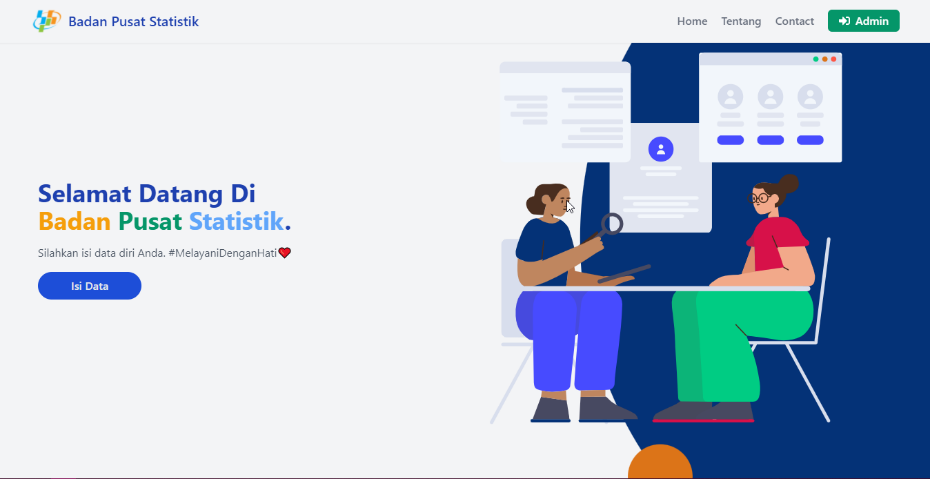 Badan Pusat Statistik
Home Tentang Contact Admin
Selamat Datang Di
Badan Pusat Statistik.
Silahkan isi data diri Anda. #MelayaniDenganHati❤️
Isi Data